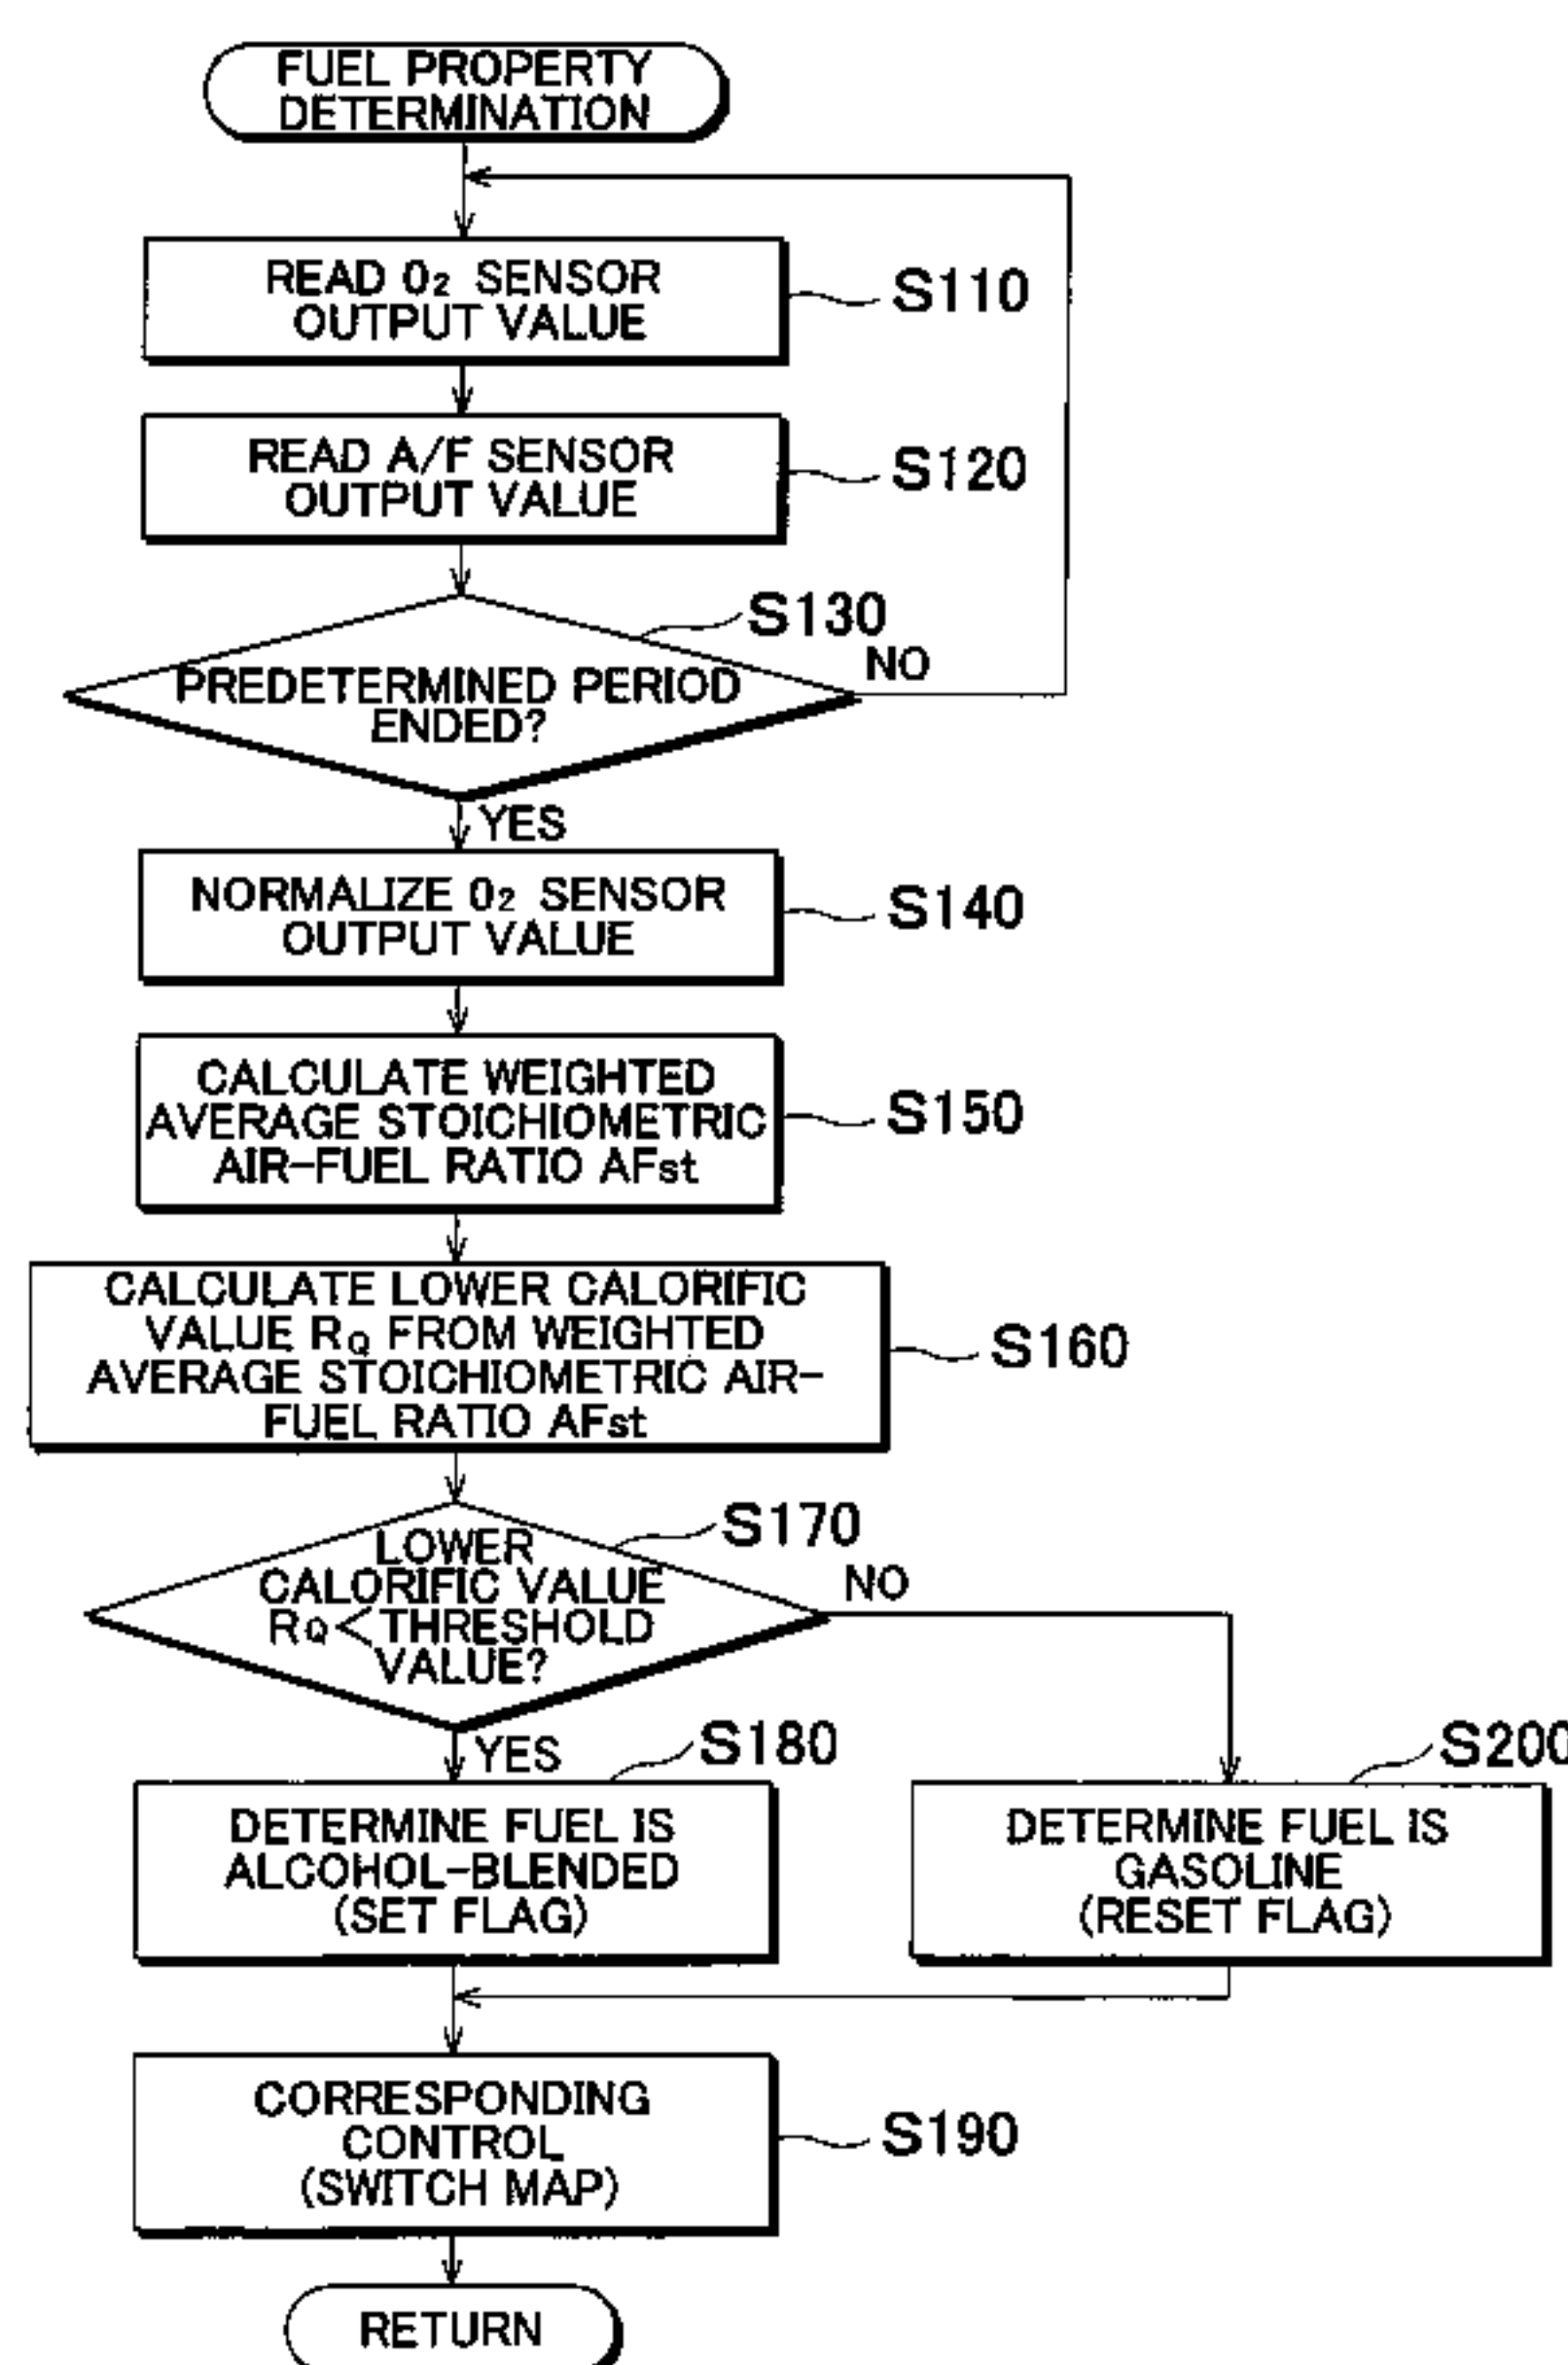 FUEL PROPERTY
DETERMINATION
READ O₂ SENSOR
OUTPUT VALUE
S110
READ A/F SENSOR
OUTPUT VALUE
S120
S130
PREDETERMINED PERIOD
ENDED?
NO
YES
NORMALIZE O₂ SENSOR
OUTPUT VALUE
S140
CALCULATE WEIGHTED
AVERAGE STOICHIOMETRIC
AIR-FUEL RATIO AFst
S150
CALCULATE LOWER CALORIFIC
VALUE RQ FROM WEIGHTED
AVERAGE STOICHIOMETRIC AIR-
FUEL RATIO AFst
S160
S170
LOWER
CALORIFIC VALUE
RQ<THRESHOLD
VALUE?
NO
YES
S180
DETERMINE FUEL IS
ALCOHOL-BLENDED
(SET FLAG)
S200
DETERMINE FUEL IS
GASOLINE
(RESET FLAG)
CORRESPONDING
CONTROL
(SWITCH MAP)
S190
RETURN